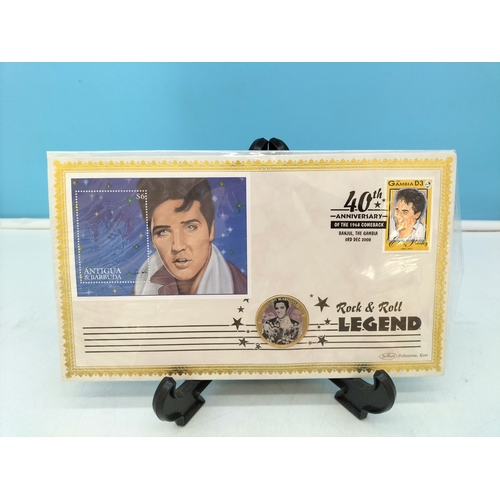 $6
ANTIGUA
& BARBUDA
40th
ANNIVERSARY
OF THE 1968 COMEBACK
BANJUL, THE GAMBIA
3RD DEC 2008
GAMBIA D3
Rock & Roll
LEGEND